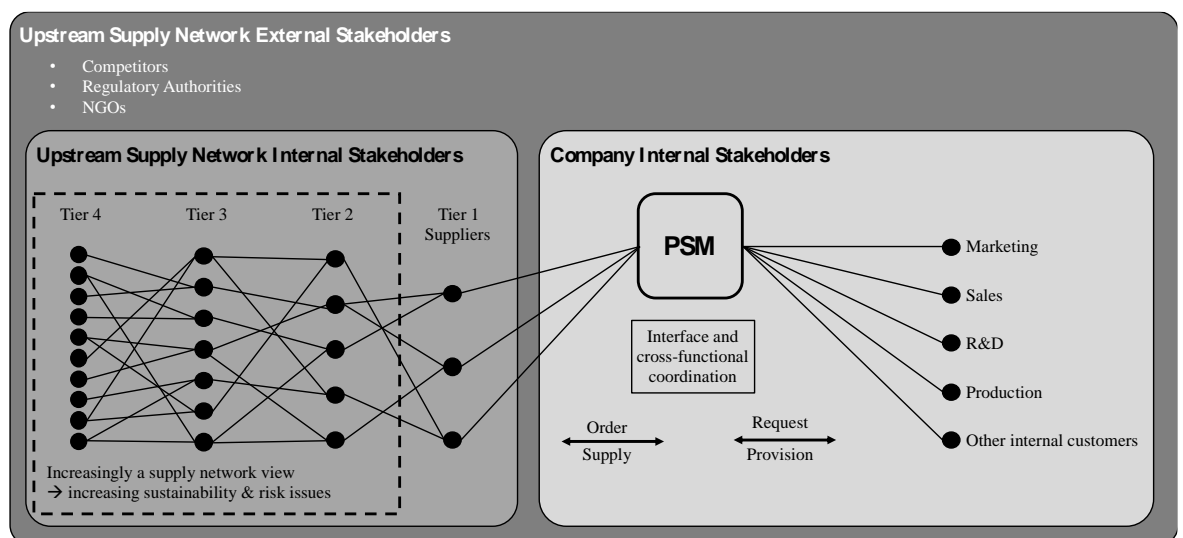 Upstream Supply Network External Stakeholders
• Competitors
• Regulatory Authorities
• NGOs
Upstream Supply Network Internal Stakeholders
Tier 4
Tier 3
Tier 2
Tier 1
Suppliers
Increasingly a supply network view
→ increasing sustainability & risk issues
Company Internal Stakeholders
PSM
Interface and
cross-functional
coordination
Order
Supply
Request
Provision
Marketing
Sales
R&D
Production
Other internal customers